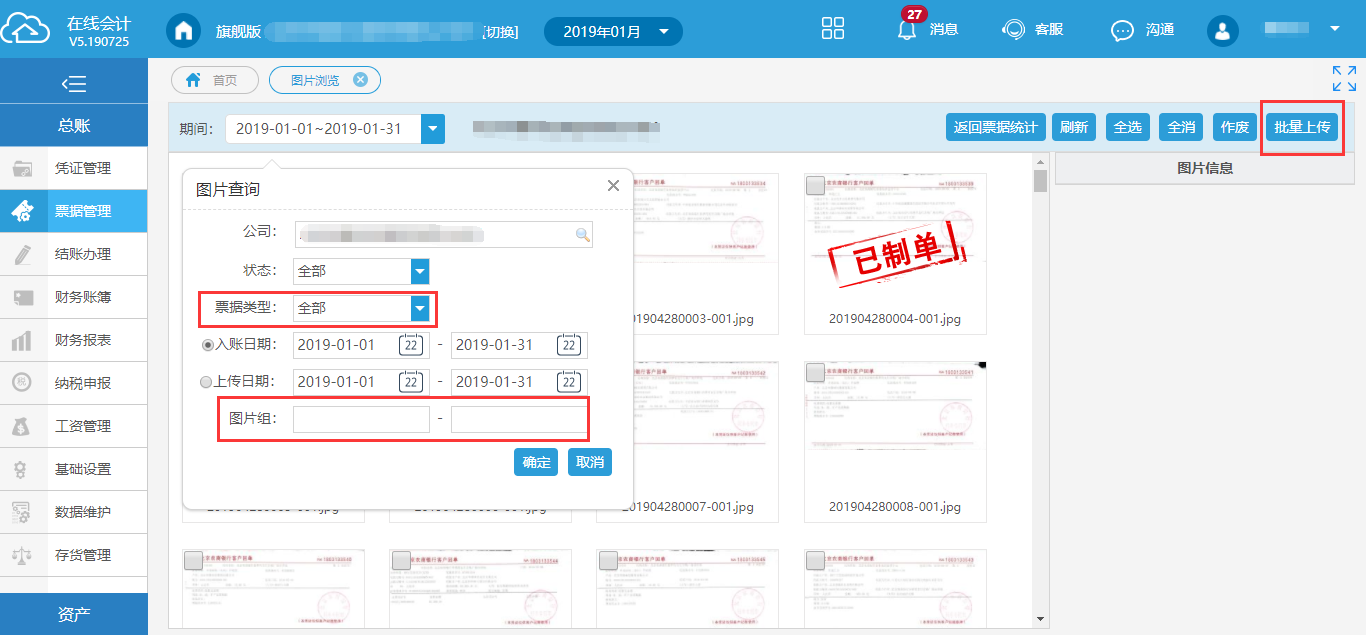 在线会计
V5.190725
旗舰版
[切换]
2019年01月
27
消息
客服
沟通
总账
凭证管理
票据管理
结账办理
财务账簿
财务报表
纳税申报
工资管理
基础设置
数据维护
存货管理
资产
首页
图片浏览
期间：
2019-01-01~2019-01-31
返回票据统计
刷新
全选
全消
作废
批量上传
图片信息
图片查询
公司：
状态：
全部
票据类型：
全部
入账日期：
2019-01-01
22
-
2019-01-31
22
上传日期：
2019-01-01
22
-
2019-01-31
22
图片组：
-
确定
取消
已制单
201904280003-001.jpg
201904280004-001.jpg
201904280007-001.jpg
201904280008-001.jpg